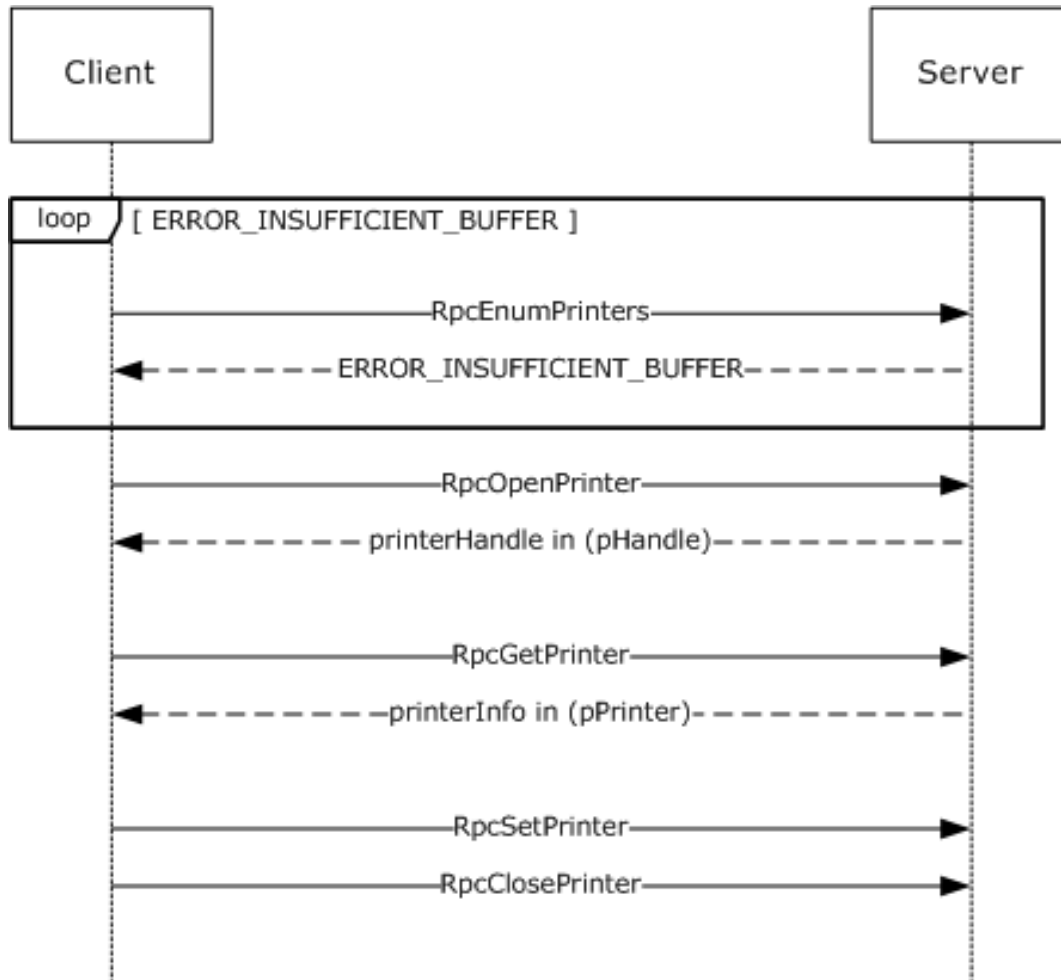 Client
Server
loop
[ ERROR_INSUFFICIENT_BUFFER ]
RpcEnumPrinters
ERROR_INSUFFICIENT_BUFFER
RpcOpenPrinter
printerHandle in (pHandle)
RpcGetPrinter
printerInfo in (pPrinter)
RpcSetPrinter
RpcClosePrinter